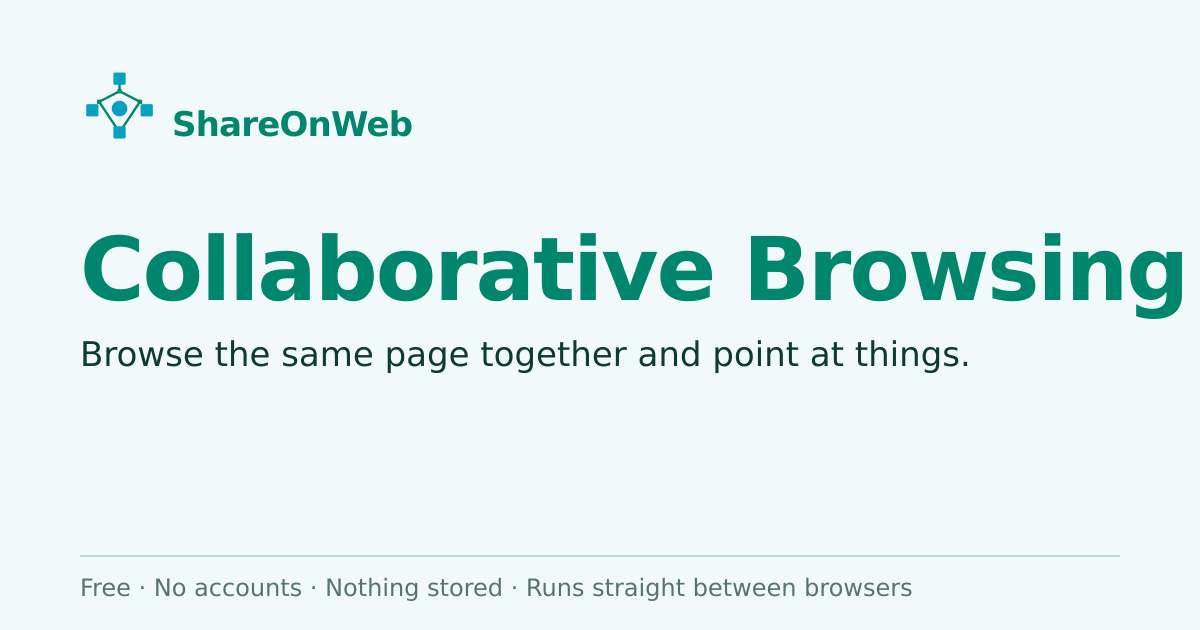 ShareOnWeb
Collaborative Browsing
Browse the same page together and point at things.
Free · No accounts · Nothing stored · Runs straight between browsers